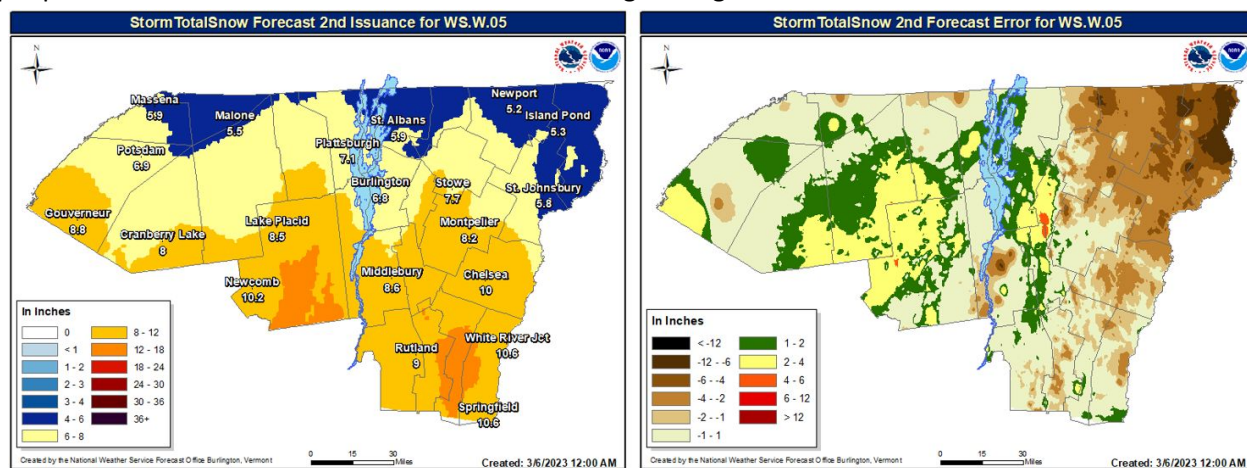 StormTotalSnow Forecast 2nd Issuance for WS.W.05
N
Massena
5.9
Malone
5.5
Potsdam
6.9
Plattsburgh
7.1
St. Albans
5.9
Newport
5.2
Island Pond
5.3
Burlington
6.8
Stowe
7.7
St. Johnsbury
5.8
Gouverneur
8.8
Cranberry Lake
8
Lake Placid
8.5
Montpelier
8.2
Newcomb
10.2
Middlebury
8.6
Chelsea
10
Rutland
9
White River Jct
10.6
Springfield
10.6
In Inches
0
< 1
1 - 2
2 - 3
3 - 4
4 - 6
6 - 8
8 - 12
12 - 18
18 - 24
24 - 30
30 - 36
36+
0 15 30
Miles
Created by the National Weather Service Forecast Office Burlington, Vermont
Created: 3/6/2023 12:00 AM
StormTotalSnow 2nd Forecast Error for WS.W.05
N
In Inches
< -12
-12 - -6
-6 - -4
-4 - -2
-2 - -1
-1 - 1
1 - 2
2 - 4
4 - 6
6 - 12
> 12
0 15 30
Miles
Created by the National Weather Service Forecast Office Burlington, Vermont
Created: 3/6/2023 12:00 AM